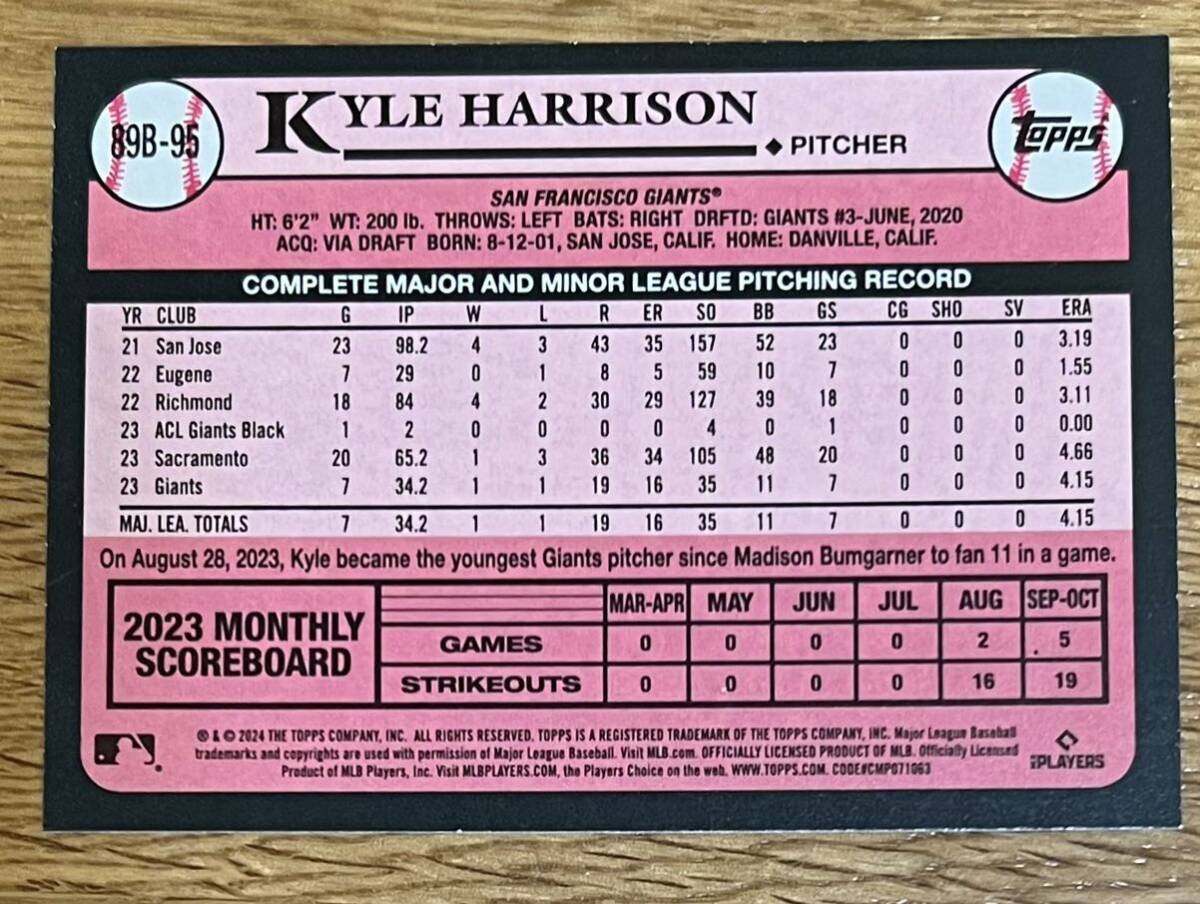 89B-95
KYLE HARRISON
◆ PITCHER
topps
SAN FRANCISCO GIANTS®
HT: 6'2" WT: 200 lb. THROWS: LEFT BATS: RIGHT DRFTD: GIANTS #3-JUNE, 2020
ACQ: VIA DRAFT BORN: 8-12-01, SAN JOSE, CALIF. HOME: DANVILLE, CALIF.
COMPLETE MAJOR AND MINOR LEAGUE PITCHING RECORD
YR CLUB G IP W L R ER SO BB GS CG SHO SV ERA
21 San Jose 23 98.2 4 3 43 35 157 52 23 0 0 0 3.19
22 Eugene 7 29 0 1 8 5 59 10 7 0 0 0 1.55
22 Richmond 18 84 4 2 30 29 127 39 18 0 0 0 3.11
23 ACL Giants Black 1 2 0 0 0 0 4 0 1 0 0 0 0.00
23 Sacramento 20 65.2 1 3 36 34 105 48 20 0 0 0 4.66
23 Giants 7 34.2 1 1 19 16 35 11 7 0 0 0 4.15
MAJ. LEA. TOTALS 7 34.2 1 1 19 16 35 11 7 0 0 0 4.15
On August 28, 2023, Kyle became the youngest Giants pitcher since Madison Bumgarner to fan 11 in a game.
2023 MONTHLY
SCOREBOARD
MAR-APR MAY JUN JUL AUG SEP-OCT
GAMES 0 0 0 0 2 5
STRIKEOUTS 0 0 0 0 16 19
® & © 2024 THE TOPPS COMPANY, INC. ALL RIGHTS RESERVED. TOPPS IS A REGISTERED TRADEMARK OF THE TOPPS COMPANY, INC. Major League Baseball
trademarks and copyrights are used with permission of Major League Baseball. Visit MLB.com. OFFICIALLY LICENSED PRODUCT OF MLB. Officially Licensed
Product of MLB Players, Inc. Visit MLBPLAYERS.COM, the Players Choice on the web. WWW.TOPPS.COM. CODE#CMP071063
PLAYERS